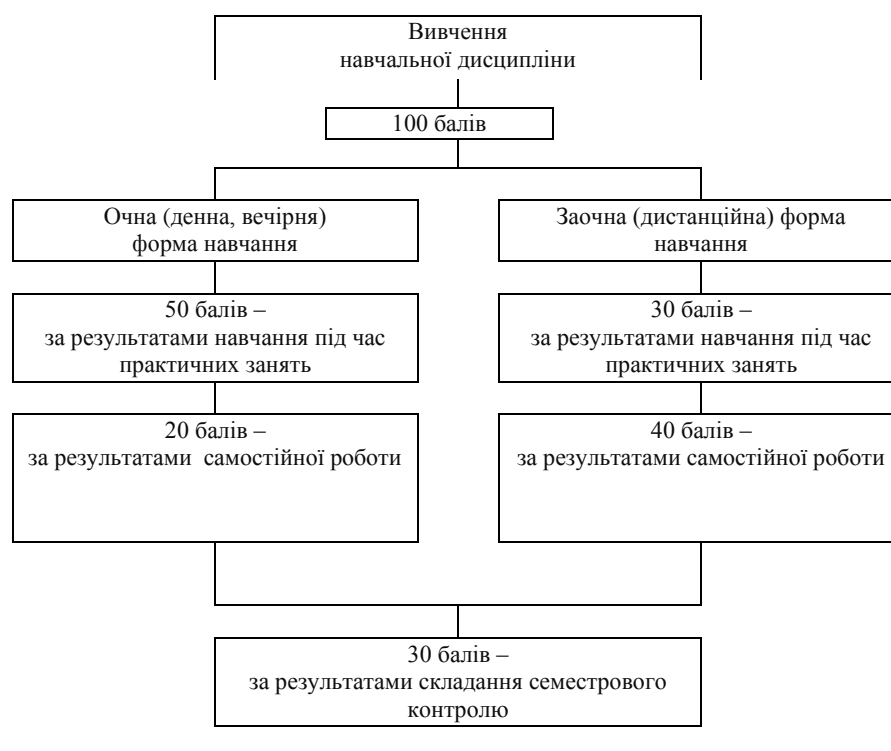 Вивчення
навчальної дисципліни
100 балів
Очна (денна, вечірня)
форма навчання
50 балів –
за результатами навчання під час
практичних занять
20 балів –
за результатами самостійної роботи
Заочна (дистанційна) форма
навчання
30 балів –
за результатами навчання під час
практичних занять
40 балів –
за результатами самостійної роботи
30 балів –
за результатами складання семестрового
контролю